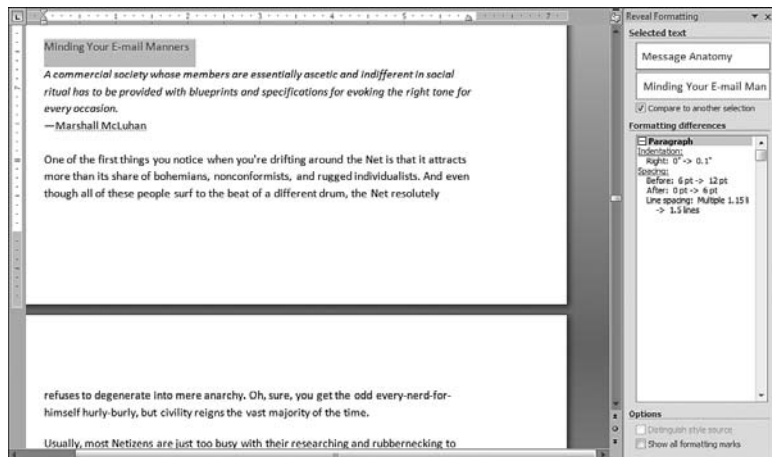 Minding Your E-mail Manners
A commercial society whose members are essentially ascetic and indifferent in social
ritual has to be provided with blueprints and specifications for evoking the right tone for
every occasion.
—Marshall McLuhan
One of the first things you notice when you're drifting around the Net is that it attracts
more than its share of bohemians, nonconformists, and rugged individualists. And even
though all of these people surf to the beat of a different drum, the Net resolutely
refuses to degenerate into mere anarchy. Oh, sure, you get the odd every-nerd-for-
himself hurly-burly, but civility reigns the vast majority of the time.
Usually, most Netizens are just too busy with their researching and rubbernecking to
Reveal Formatting
Selected text
Message Anatomy
Minding Your E-mail Man
Compare to another selection
Formatting differences
Paragraph
Indentation:
Right: 0" -> 0.1"
Spacing:
Before: 6 pt -> 12 pt
After: 0 pt -> 6 pt
Line spacing: Multiple 1.15 l
-> 1.5 lines
Options
Distinguish style source
Show all formatting marks